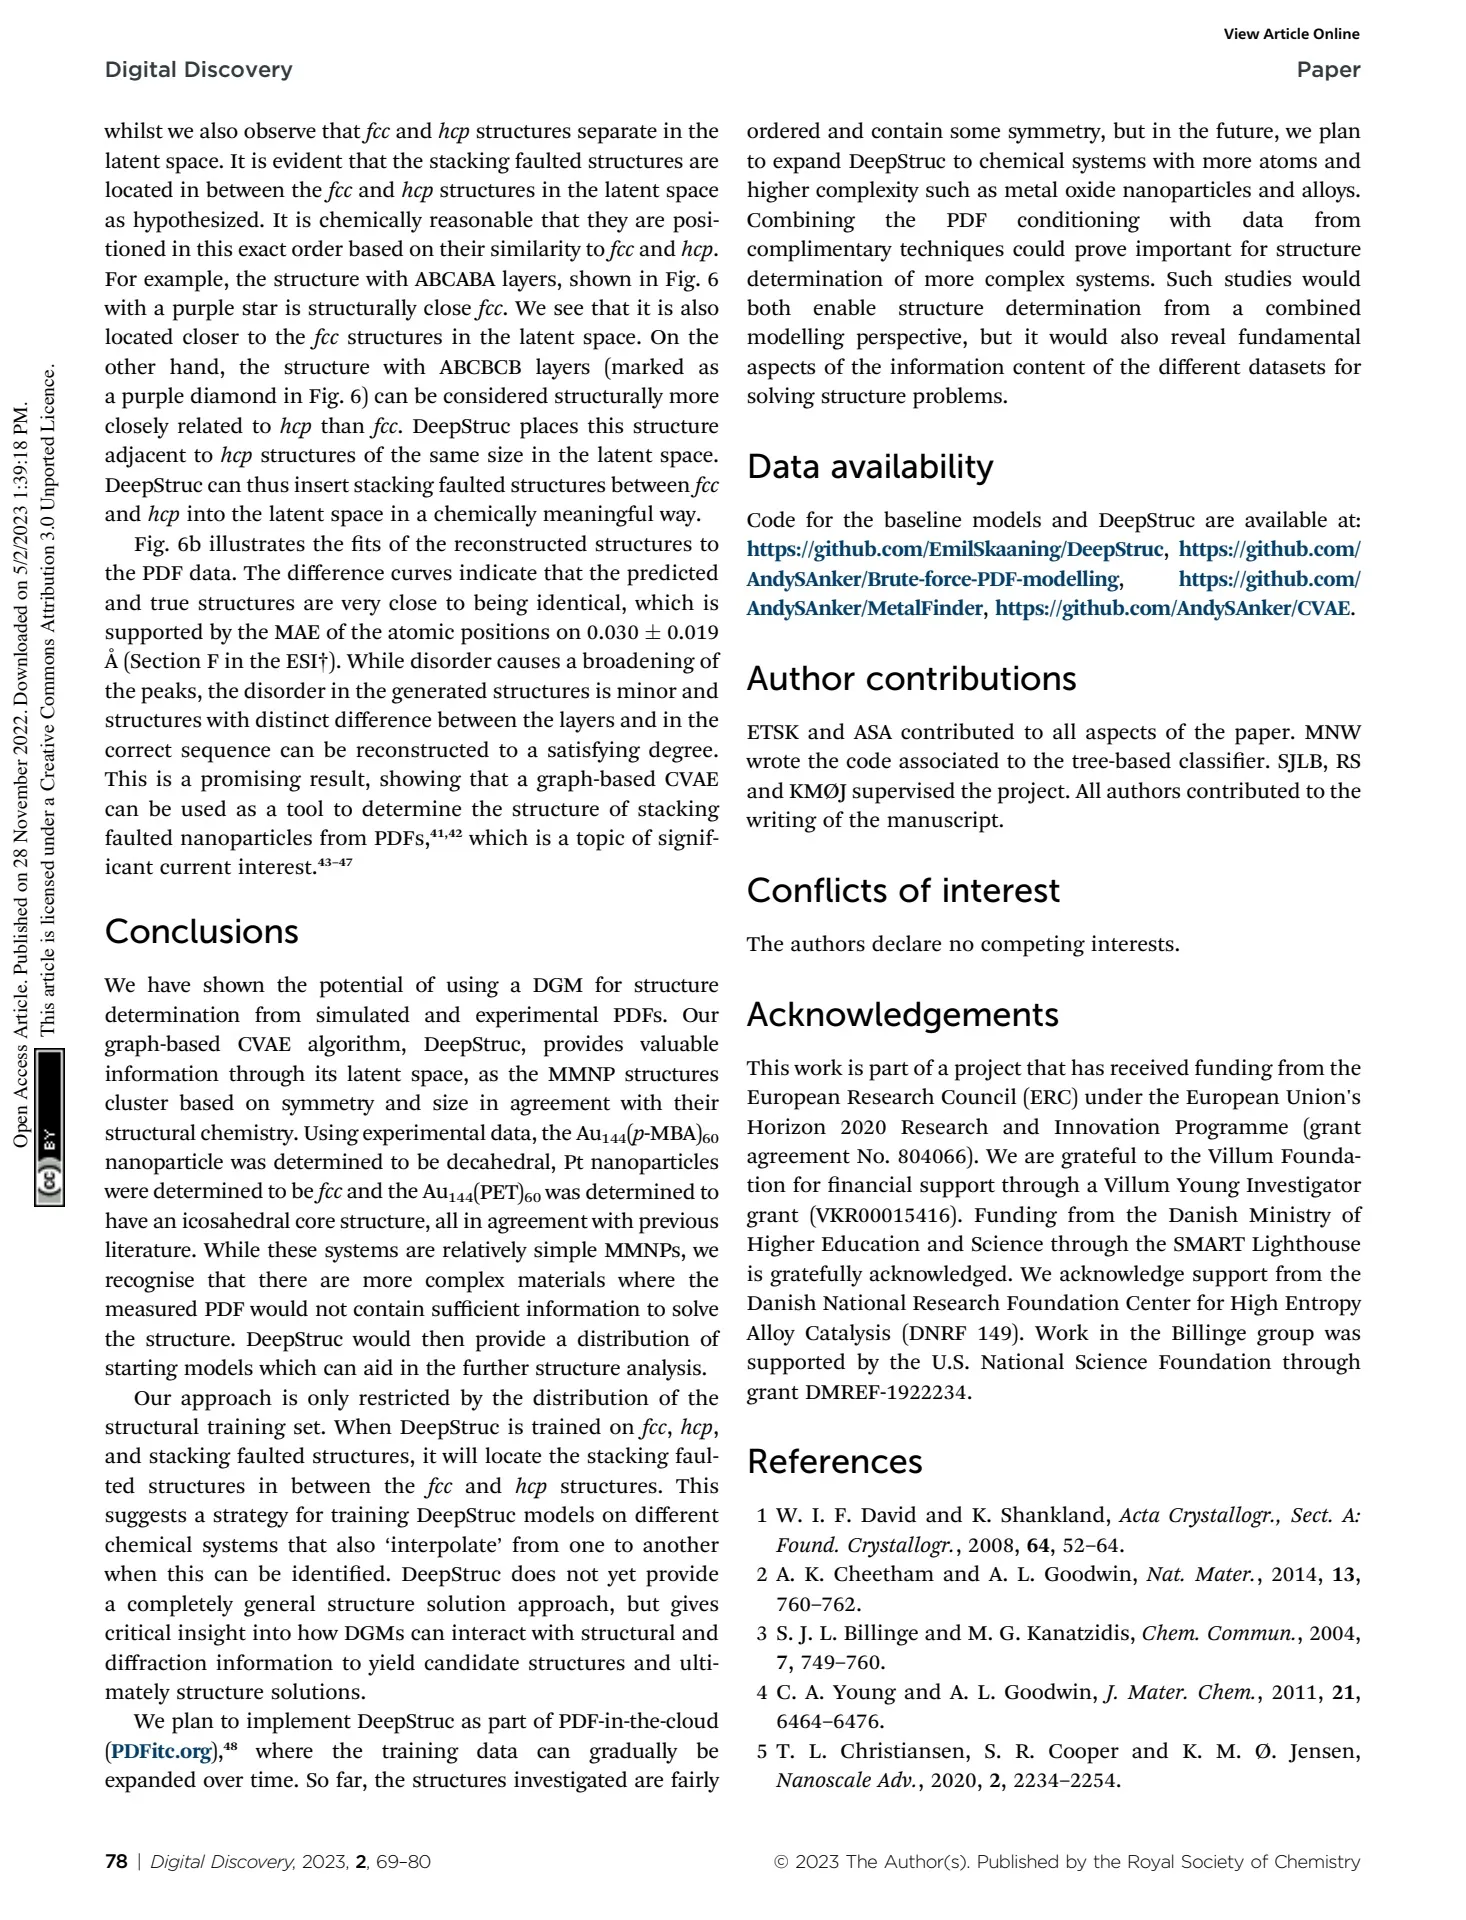 View Article Online
Digital Discovery
Paper
whilst we also observe that fcc and hcp structures separate in the
latent space. It is evident that the stacking faulted structures are
located in between the fcc and hcp structures in the latent space
as hypothesized. It is chemically reasonable that they are posi-
tioned in this exact order based on their similarity to fcc and hcp.
For example, the structure with ABCABA layers, shown in Fig. 6
with a purple star is structurally close fcc. We see that it is also
located closer to the fcc structures in the latent space. On the
other hand, the structure with ABCBCB layers (marked as
a purple diamond in Fig. 6) can be considered structurally more
closely related to hcp than fcc. DeepStruc places this structure
adjacent to hcp structures of the same size in the latent space.
DeepStruc can thus insert stacking faulted structures between fcc
and hcp into the latent space in a chemically meaningful way.
Fig. 6b illustrates the fits of the reconstructed structures to
the PDF data. The difference curves indicate that the predicted
and true structures are very close to being identical, which is
supported by the MAE of the atomic positions on 0.030 ± 0.019
Å (Section F in the ESI†). While disorder causes a broadening of
the peaks, the disorder in the generated structures is minor and
structures with distinct difference between the layers and in the
correct sequence can be reconstructed to a satisfying degree.
This is a promising result, showing that a graph-based CVAE
can be used as a tool to determine the structure of stacking
faulted nanoparticles from PDFs,41,42 which is a topic of signif-
icant current interest.43–47
Conclusions
We have shown the potential of using a DGM for structure
determination from simulated and experimental PDFs. Our
graph-based CVAE algorithm, DeepStruc, provides valuable
information through its latent space, as the MMNP structures
cluster based on symmetry and size in agreement with their
structural chemistry. Using experimental data, the Au144(p-MBA)60
nanoparticle was determined to be decahedral, Pt nanoparticles
were determined to be fcc and the Au144(PET)60 was determined to
have an icosahedral core structure, all in agreement with previous
literature. While these systems are relatively simple MMNPs, we
recognise that there are more complex materials where the
measured PDF would not contain sufficient information to solve
the structure. DeepStruc would then provide a distribution of
starting models which can aid in the further structure analysis.
Our approach is only restricted by the distribution of the
structural training set. When DeepStruc is trained on fcc, hcp,
and stacking faulted structures, it will locate the stacking faul-
ted structures in between the fcc and hcp structures. This
suggests a strategy for training DeepStruc models on different
chemical systems that also ‘interpolate’ from one to another
when this can be identified. DeepStruc does not yet provide
a completely general structure solution approach, but gives
critical insight into how DGMs can interact with structural and
diffraction information to yield candidate structures and ulti-
mately structure solutions.
We plan to implement DeepStruc as part of PDF-in-the-cloud
(PDFitc.org),48 where the training data can gradually be
expanded over time. So far, the structures investigated are fairly
ordered and contain some symmetry, but in the future, we plan
to expand DeepStruc to chemical systems with more atoms and
higher complexity such as metal oxide nanoparticles and alloys.
Combining the PDF conditioning with data from
complimentary techniques could prove important for structure
determination of more complex systems. Such studies would
both enable structure determination from a combined
modelling perspective, but it would also reveal fundamental
aspects of the information content of the different datasets for
solving structure problems.
Data availability
Code for the baseline models and DeepStruc are available at:
https://github.com/EmilSkaaning/DeepStruc, https://github.com/
AndySAnker/Brute-force-PDF-modelling, https://github.com/
AndySAnker/MetalFinder, https://github.com/AndySAnker/CVAE.
Author contributions
ETSK and ASA contributed to all aspects of the paper. MNW
wrote the code associated to the tree-based classifier. SJLB, RS
and KMØJ supervised the project. All authors contributed to the
writing of the manuscript.
Conflicts of interest
The authors declare no competing interests.
Acknowledgements
This work is part of a project that has received funding from the
European Research Council (ERC) under the European Union's
Horizon 2020 Research and Innovation Programme (grant
agreement No. 804066). We are grateful to the Villum Founda-
tion for financial support through a Villum Young Investigator
grant (VKR00015416). Funding from the Danish Ministry of
Higher Education and Science through the SMART Lighthouse
is gratefully acknowledged. We acknowledge support from the
Danish National Research Foundation Center for High Entropy
Alloy Catalysis (DNRF 149). Work in the Billinge group was
supported by the U.S. National Science Foundation through
grant DMREF-1922234.
References
1 W. I. F. David and K. Shankland, Acta Crystallogr., Sect. A:
Found. Crystallogr., 2008, 64, 52–64.
2 A. K. Cheetham and A. L. Goodwin, Nat. Mater., 2014, 13,
760–762.
3 S. J. L. Billinge and M. G. Kanatzidis, Chem. Commun., 2004,
7, 749–760.
4 C. A. Young and A. L. Goodwin, J. Mater. Chem., 2011, 21,
6464–6476.
5 T. L. Christiansen, S. R. Cooper and K. M. Ø. Jensen,
Nanoscale Adv., 2020, 2, 2234–2254.
78 | Digital Discovery, 2023, 2, 69–80
© 2023 The Author(s). Published by the Royal Society of Chemistry
Open Access Article. Published on 28 November 2022. Downloaded on 5/2/2023 1:39:18 PM.
This article is licensed under a Creative Commons Attribution 3.0 Unported Licence.
(cc) BY